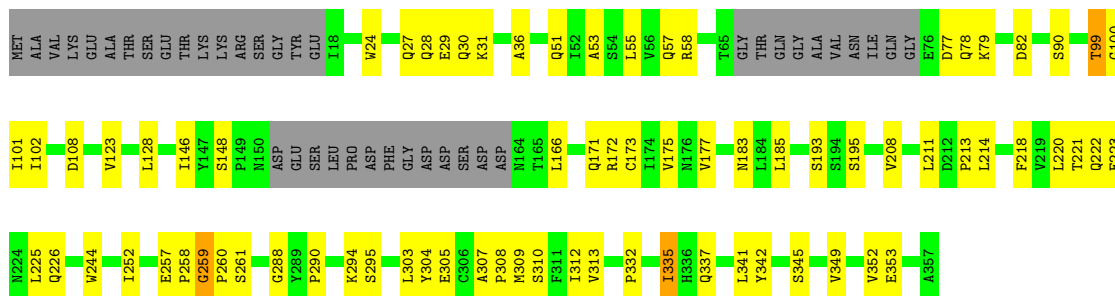 MET ALA VAL LYS GLU ALA THR SER GLU THR LYS LYS ARG SER GLY TYR GLU I18 W24 Q27 Q28 E29 Q30 K31 A36 Q51 I52 A53 S54 L55 V56 Q57 R58 T65 GLY THR GLN GLY ALA VAL ASN ILE GLN GLY E76 D77 Q78 K79 D82 S90 T99 G100
I101 I102 D108 V123 L128 I146 Y147 S148 P149 N150 ASP GLU SER LEU PRO ASP PHE GLY ASP ASP SER ASP ASP N164 T165 L166 Q171 R172 C173 I174 V175 N176 V177 N183 L184 L185 S193 S194 S195 V208 L211 D212 P213 L214 F218 V219 L220 T221 Q222
N224 L225 Q226 W244 I252 E257 P258 G259 P260 S261 G288 Y289 P290 K294 S295 L303 Y304 E305 C306 A307 P308 M309 S310 F311 I312 V313 P332 I335 H336 Q337 L341 Y342 S345 V349 V352 E353 A357